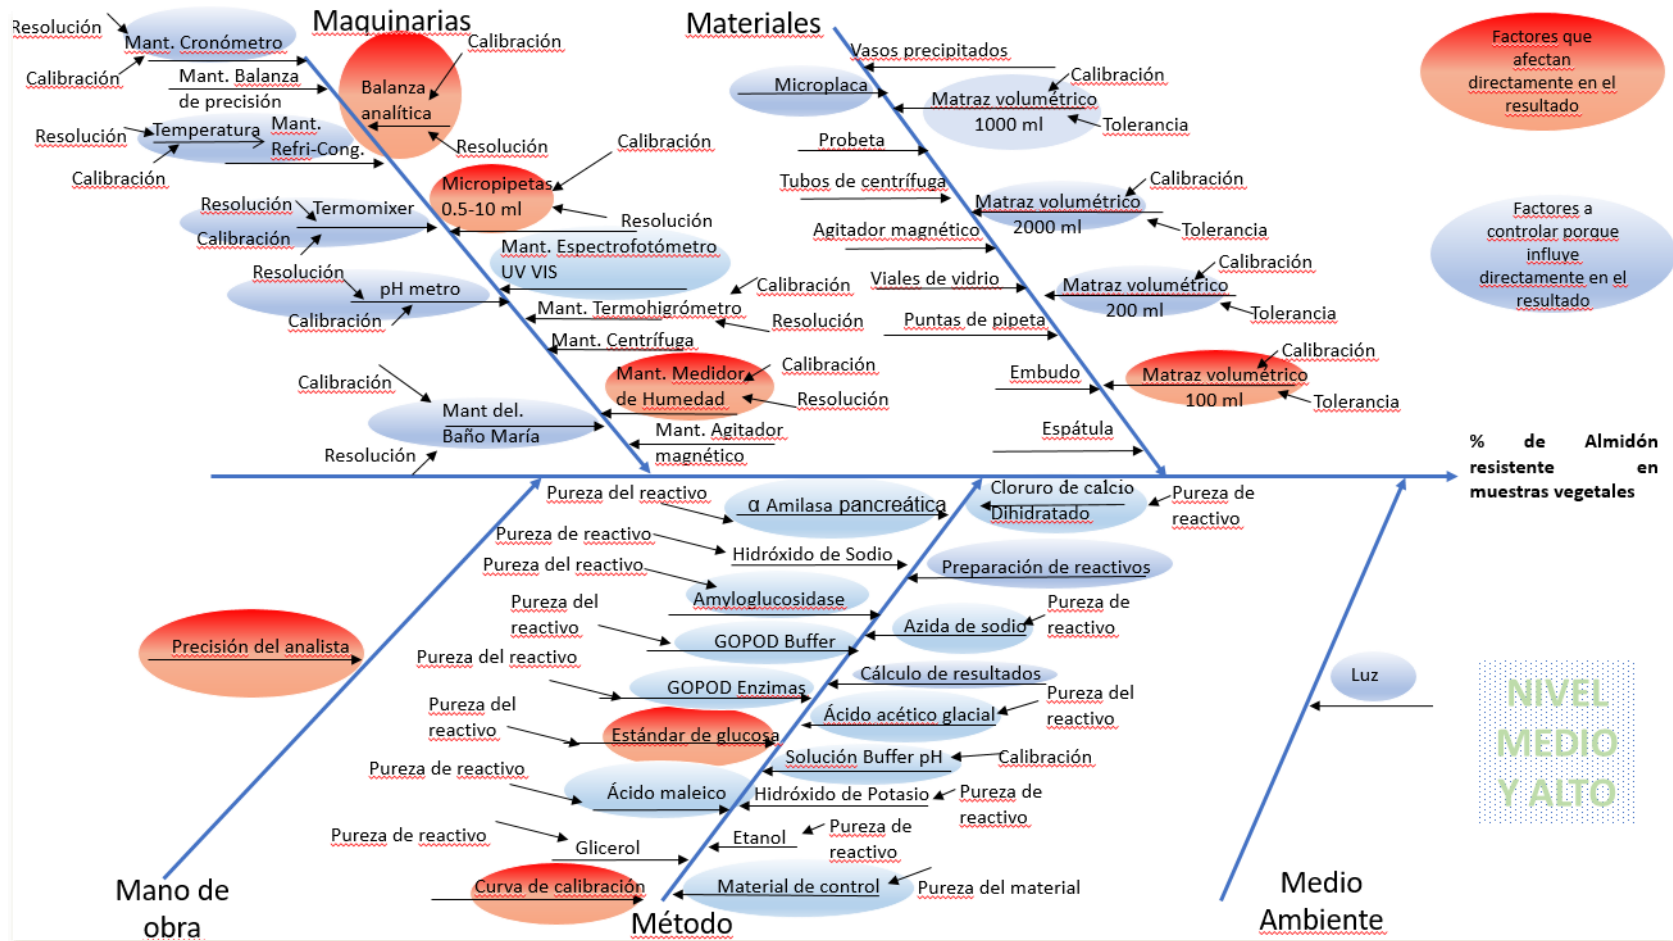 Maquinarias
Resolución
Mant. Cronómetro
Calibración
Mant. Balanza
de precisión
Resolución
Temperatura
Mant.
Refri-Cong.
Calibración
Resolución
Termomixer
Calibración
Resolución
pH metro
Calibración
Calibración
Mant del.
Baño María
Resolución
Calibración
Balanza
analítica
Resolución
Calibración
Micropipetas
0.5-10 ml
Resolución
Mant. Espectrofotómetro
UV VIS
Calibración
Mant. Termohigrómetro
Resolución
Mant. Centrífuga
Mant. Medidor
de Humedad
Calibración
Resolución
Mant. Agitador
magnético
Materiales
Vasos precipitados
Microplaca
Calibración
Matraz volumétrico
1000 ml
Tolerancia
Probeta
Tubos de centrífuga
Calibración
Matraz volumétrico
2000 ml
Tolerancia
Agitador magnético
Viales de vidrio
Calibración
Matraz volumétrico
200 ml
Tolerancia
Puntas de pipeta
Embudo
Calibración
Matraz volumétrico
100 ml
Tolerancia
Espátula
Factores que
afectan
directamente en el
resultado
Factores a
controlar porque
influye
directamente en el
resultado
% de Almidón
resistente en
muestras vegetales
Precisión del analista
Mano de
obra
Pureza del reactivo
α Amilasa pancreática
Pureza de reactivo
Hidróxido de Sodio
Pureza del reactivo
Amyloglucosidase
Pureza del
reactivo
GOPOD Buffer
Pureza del reactivo
GOPOD Enzimas
Pureza del
reactivo
Estándar de glucosa
Pureza de reactivo
Ácido maleico
Pureza de reactivo
Glicerol
Curva de calibración
Cloruro de calcio
Dihidratado
Pureza de
reactivo
Preparación de reactivos
Azida de sodio
Pureza de
reactivo
Cálculo de resultados
Ácido acético glacial
Pureza del
reactivo
Solución Buffer pH
Calibración
Hidróxido de Potasio
Pureza de
reactivo
Etanol
Pureza de
reactivo
Material de control
Pureza del material
Método
Luz
Medio
Ambiente
NIVEL
MEDIO
Y ALTO